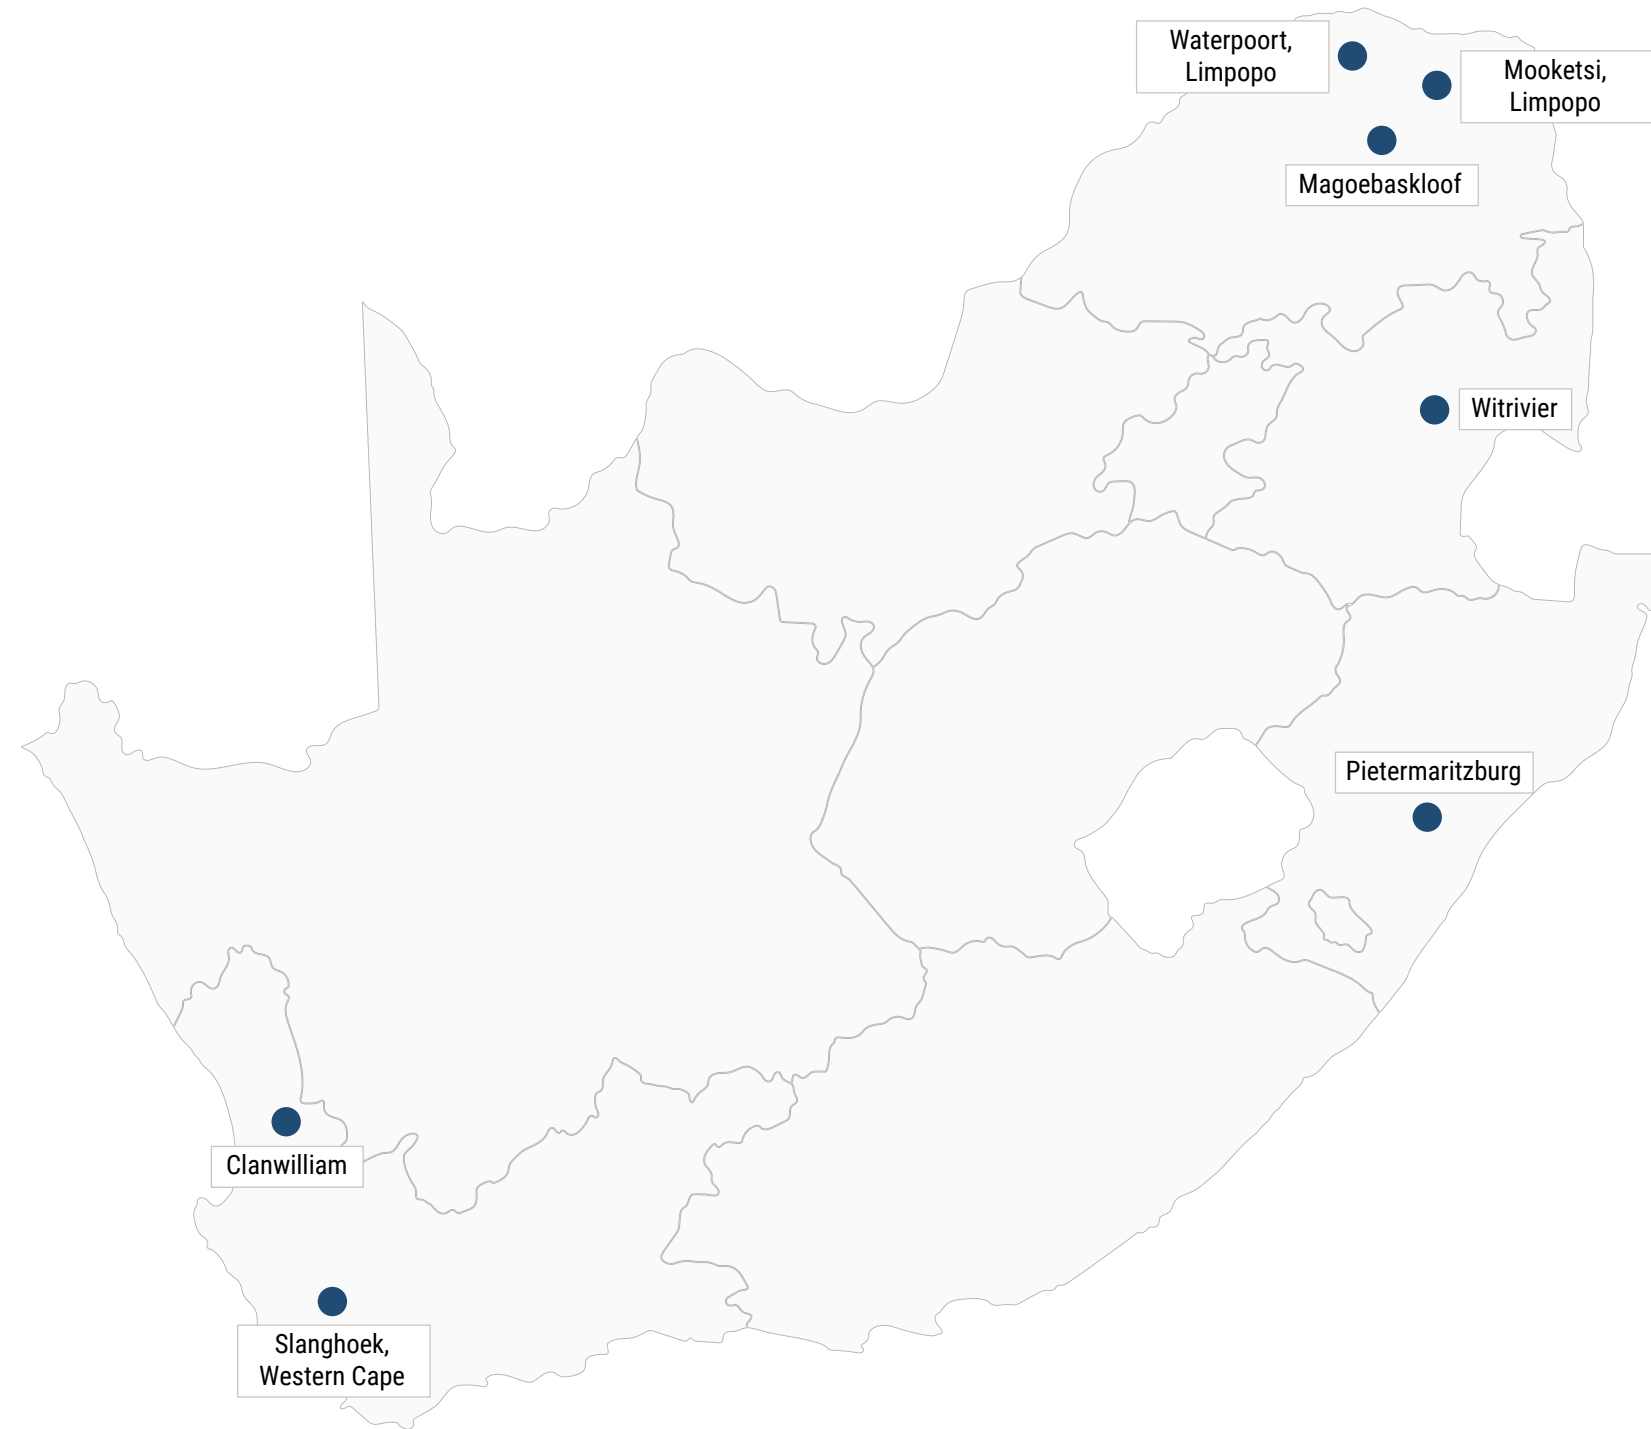 Waterpoort,
Limpopo
Mooketsi,
Limpopo
Magoebaskloof
Witrivier
Pietermaritzburg
Clanwilliam
Slanghoek,
Western Cape